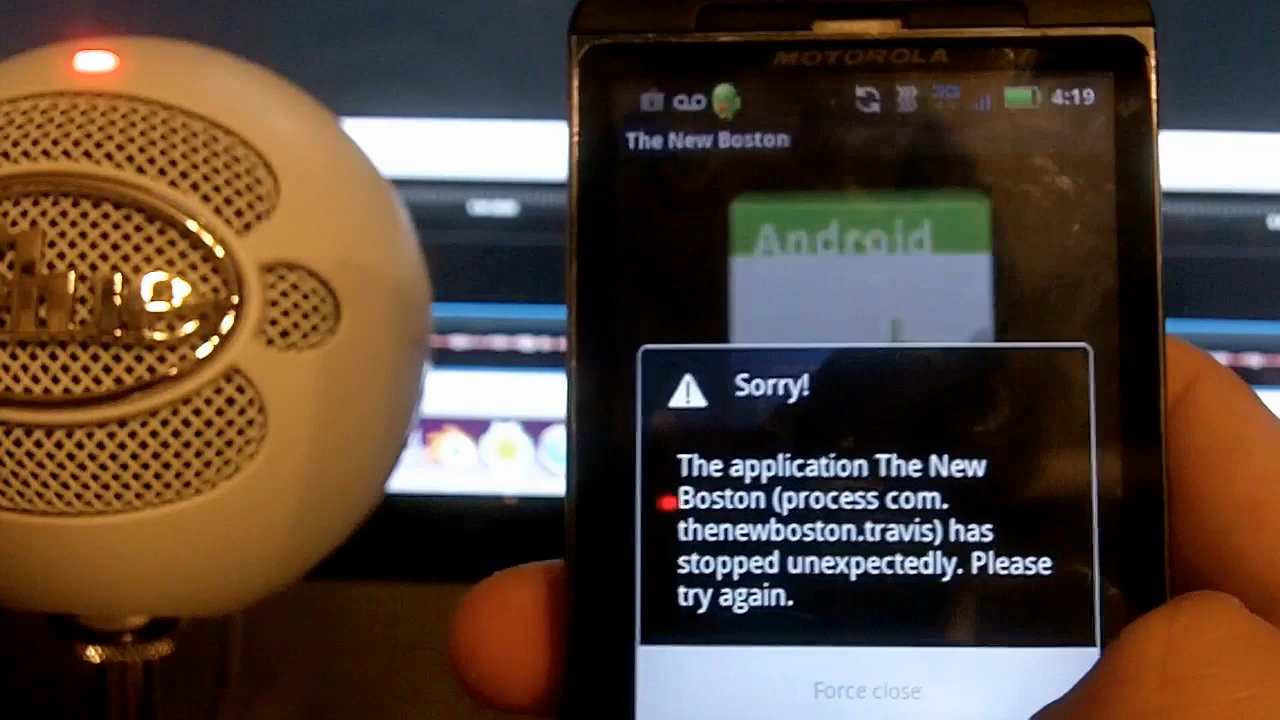 MOTOROLA
3G
4:19
The New Boston
Android
Sorry!
The application The New
Boston (process com.
thenewboston.travis) has
stopped unexpectedly. Please
try again.
Force close